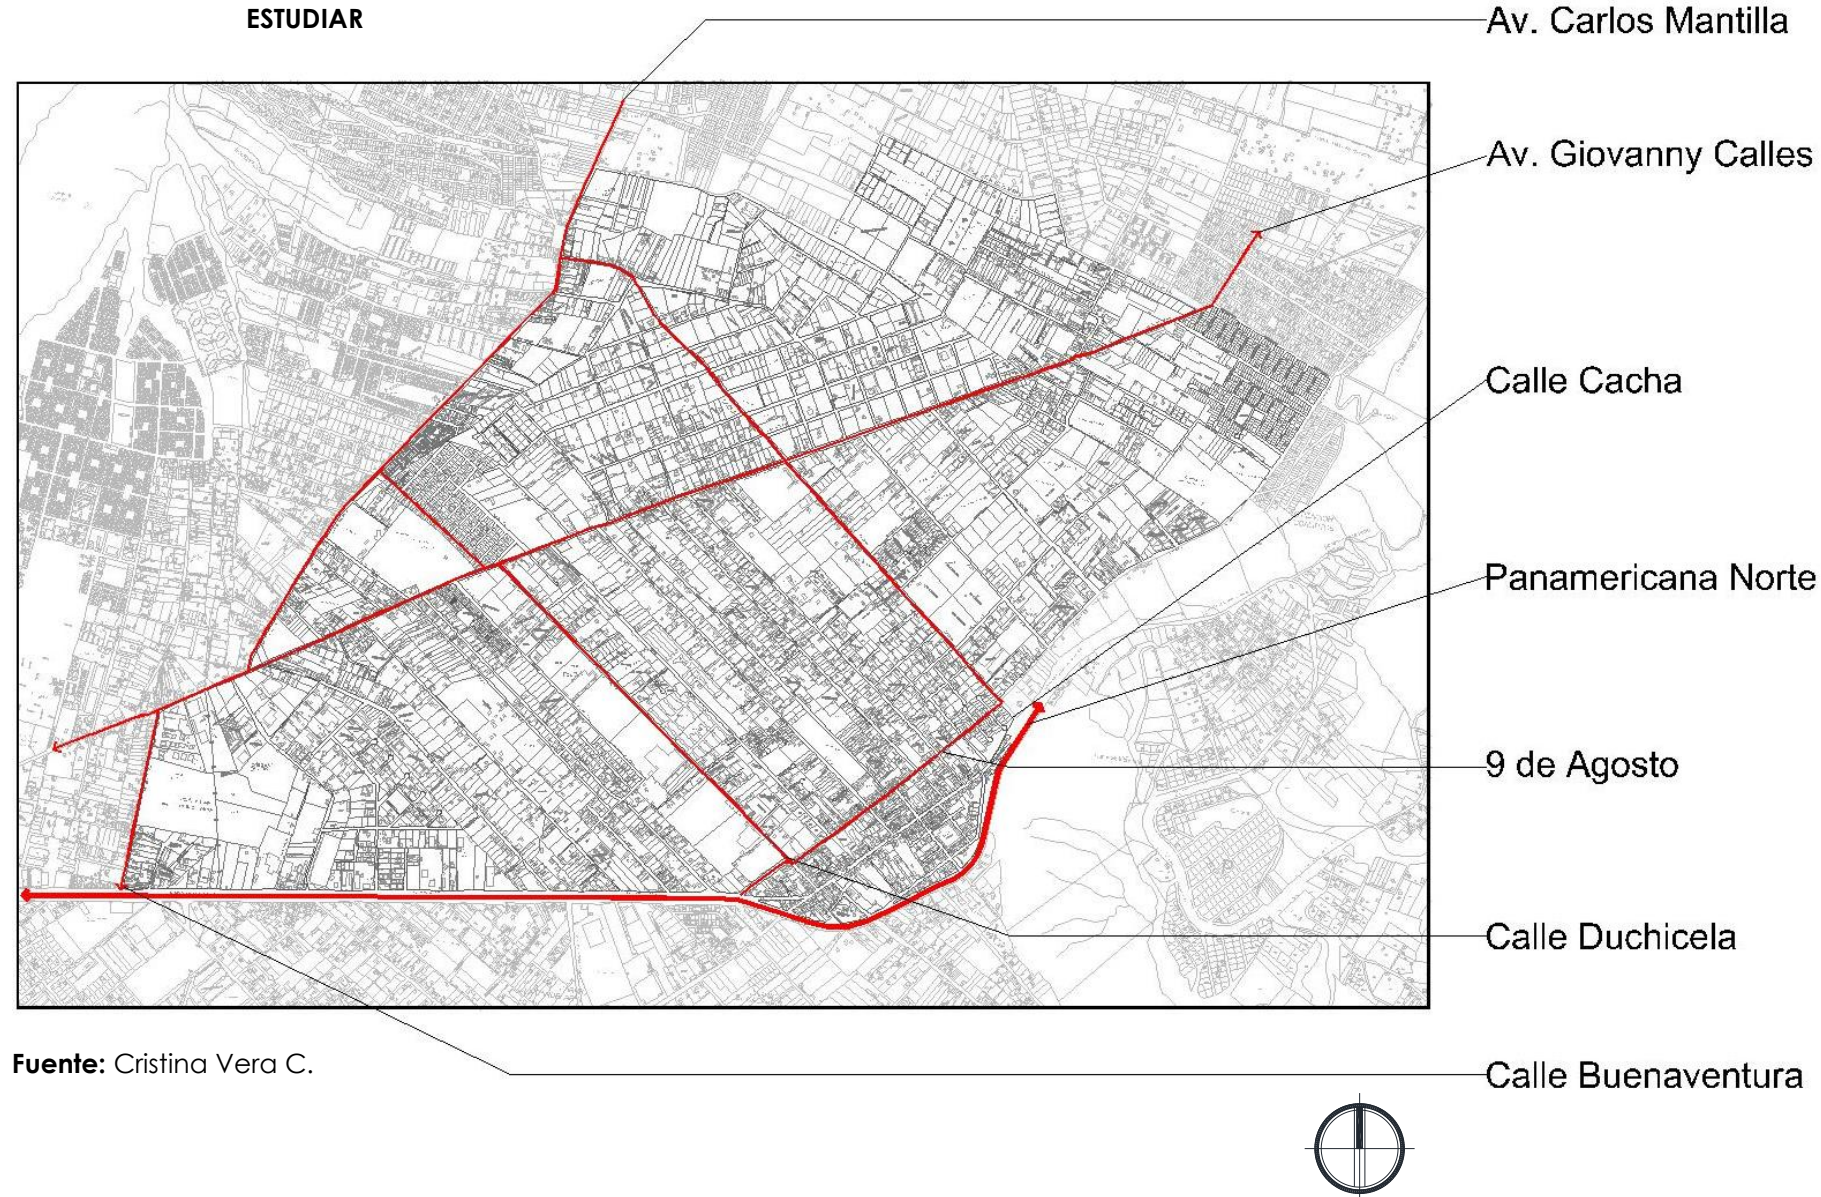 ESTUDIAR
Av. Carlos Mantilla
Av. Giovanny Calles
Calle Cacha
Panamericana Norte
9 de Agosto
Calle Duchicela
Fuente: Cristina Vera C.
Calle Buenaventura